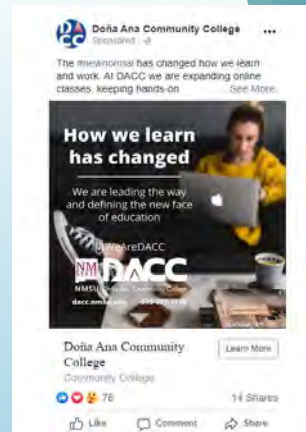 Doña Ana Community College
Sponsored
The #newnormal has changed how we learn
and work. At DACC we are expanding online
classes, keeping hands-on
See More
How we learn
has changed
We are leading the way
and defining the new face
of education
#WeAreDACC
NM DACC
NMSU
dacc.nmsu.edu
Doña Ana Community
College
Community College
Learn More
76
14 Shares
Like Comment Share